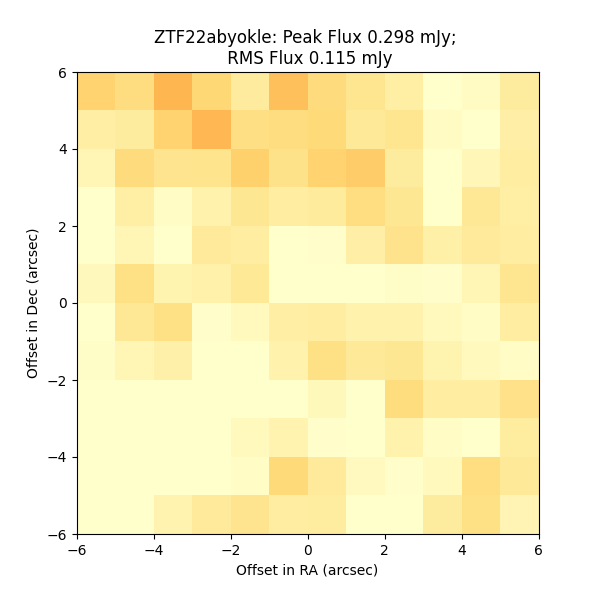 ZTF22abyokle: Peak Flux 0.298 mJy;
RMS Flux 0.115 mJy
6
4
2
0
−2
−4
−6
Offset in Dec (arcsec)
−6 −4 −2 0 2 4 6
Offset in RA (arcsec)